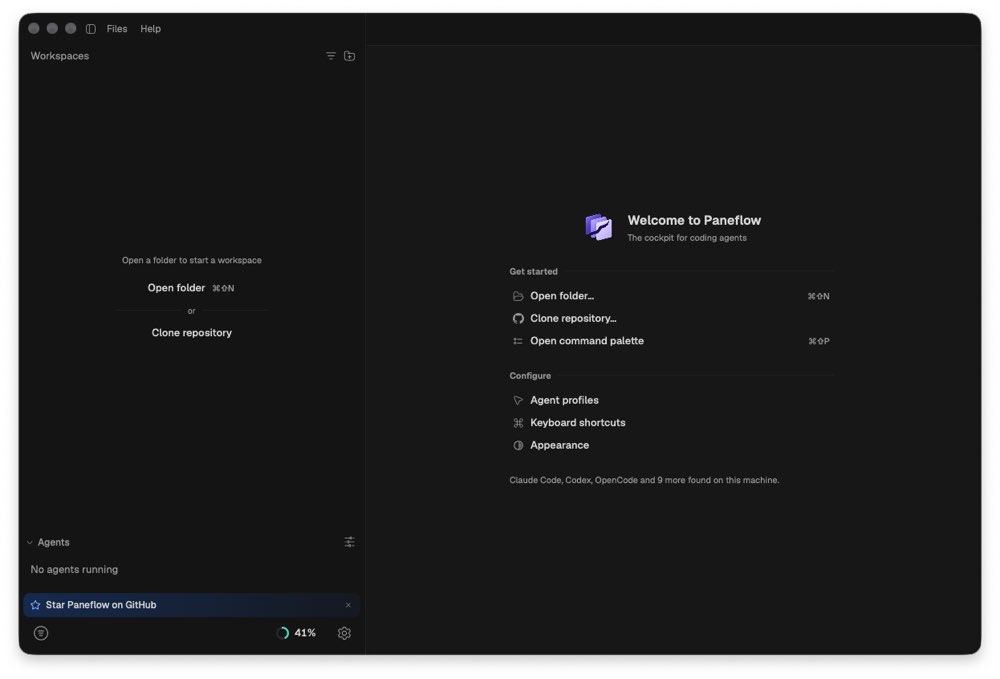 Files Help
Workspaces
Open a folder to start a workspace
Open folder ⌘⇧N
or
Clone repository
Agents
No agents running
Star Paneflow on GitHub
41%
Welcome to Paneflow
The cockpit for coding agents
Get started
Open folder... ⌘⇧N
Clone repository...
Open command palette ⌘⇧P
Configure
Agent profiles
Keyboard shortcuts
Appearance
Claude Code, Codex, OpenCode and 9 more found on this machine.